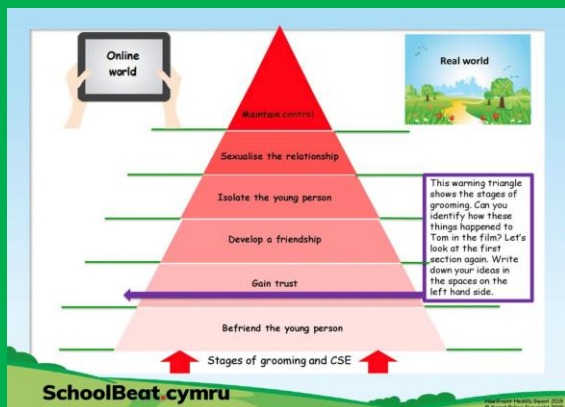 Online
world
Real world
Maintain control
Sexualise the relationship
Isolate the young person
Develop a friendship
Gain trust
Befriend the young person
This warning triangle
shows the stages of
grooming. Can you
identify how these
things happened to
Tom in the film? Let's
look at the first
section again. Write
down your ideas in
the spaces on the
left hand side.
Stages of grooming and CSE
SchoolBeat.cymru